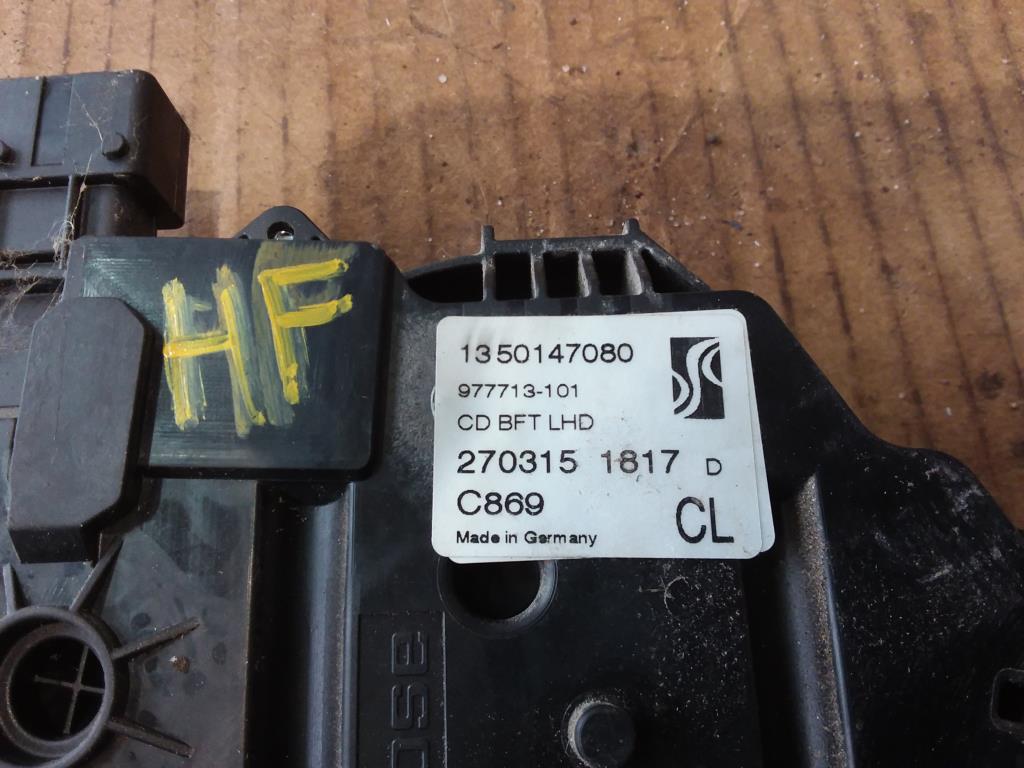 HF
1350147080
977713-101
CD BFT LHD
270315 1817 D
C869
CL
Made in Germany